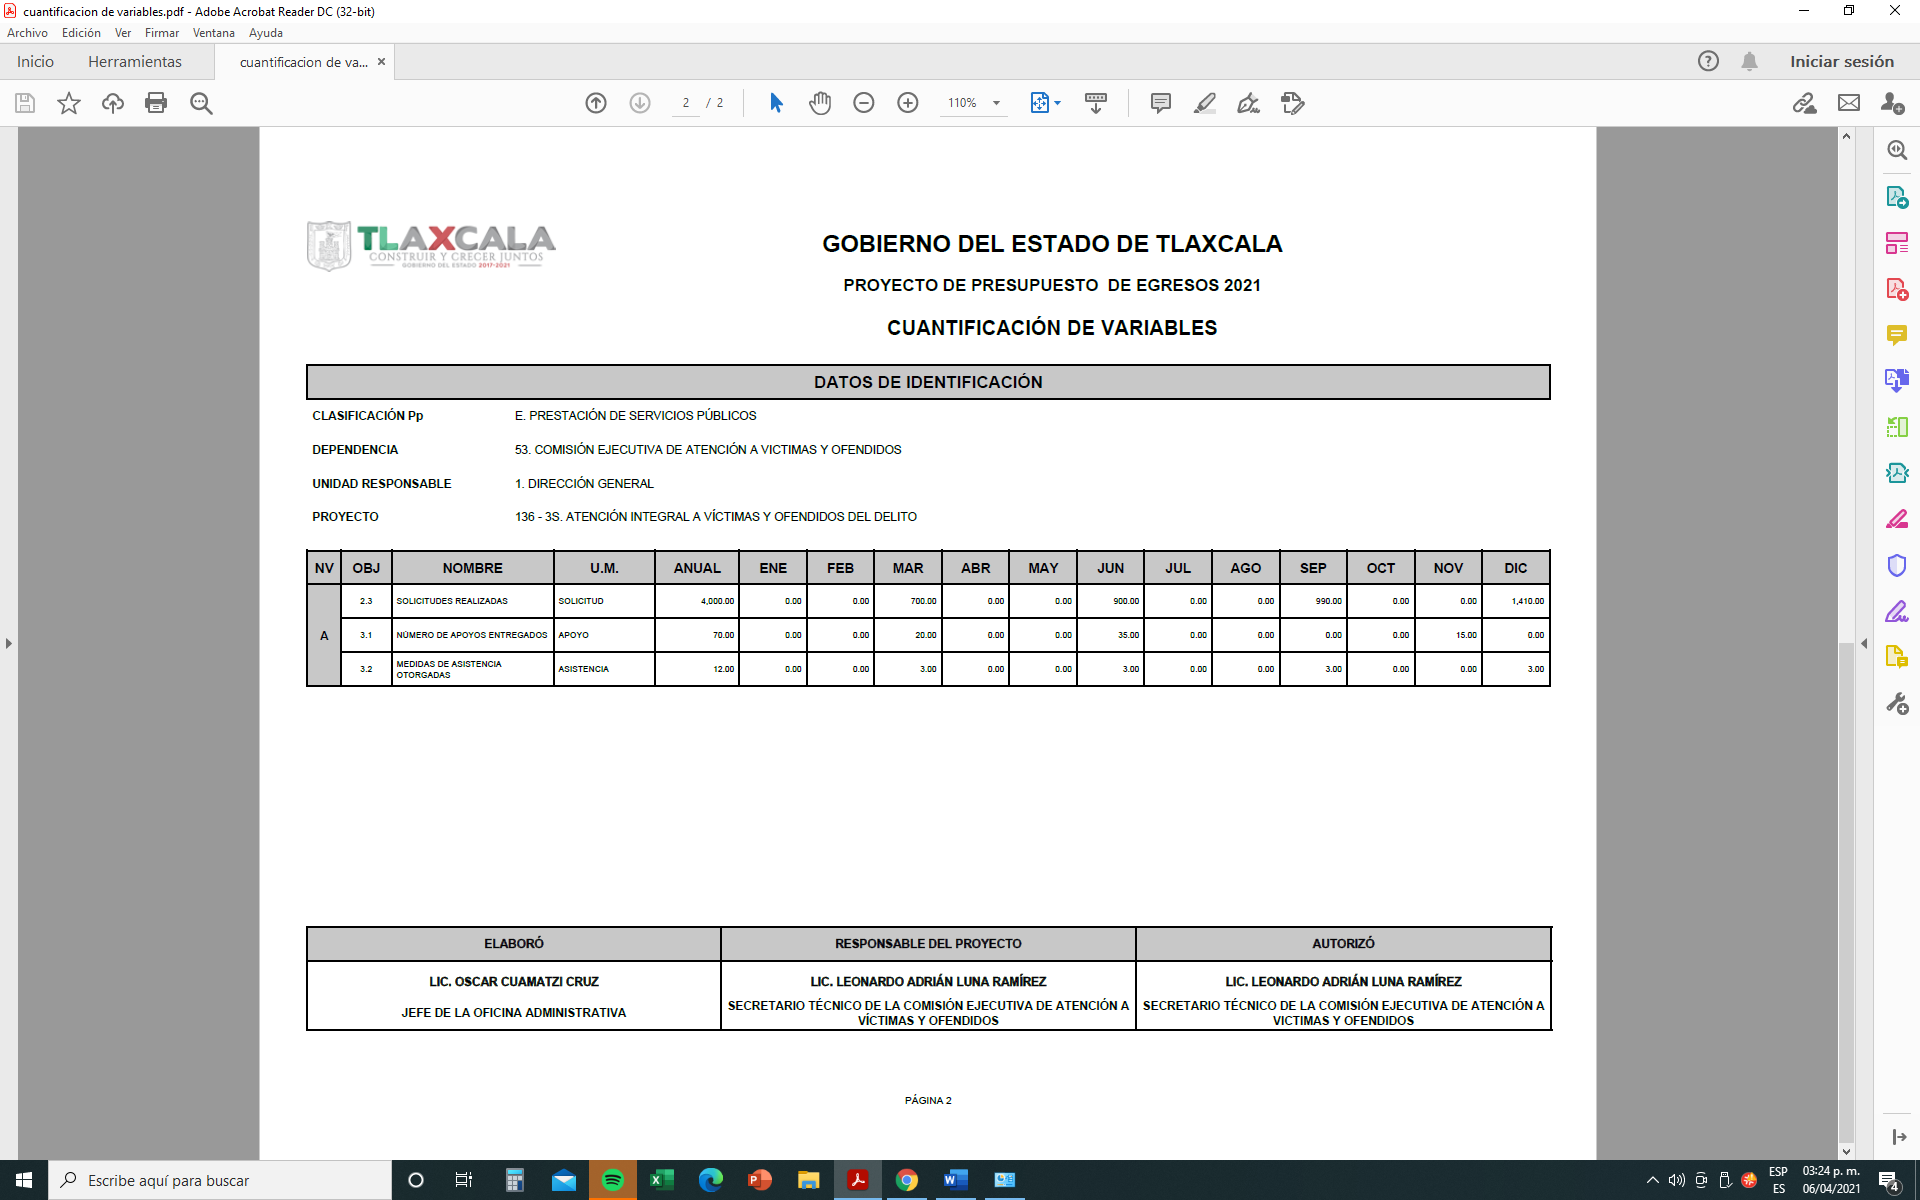 cuantificacion de variables.pdf - Adobe Acrobat Reader DC (32-bit)
Archivo Edición Ver Firmar Ventana Ayuda
Inicio Herramientas cuantificacion de va... × Iniciar sesión
2 / 2 110%
TLAXCALA
CONSTRUIR Y CRECER JUNTOS
GOBIERNO DEL ESTADO 2017-2021
GOBIERNO DEL ESTADO DE TLAXCALA
PROYECTO DE PRESUPUESTO DE EGRESOS 2021
CUANTIFICACIÓN DE VARIABLES
DATOS DE IDENTIFICACIÓN
CLASIFICACIÓN Pp E. PRESTACIÓN DE SERVICIOS PÚBLICOS
DEPENDENCIA 53. COMISIÓN EJECUTIVA DE ATENCIÓN A VICTIMAS Y OFENDIDOS
UNIDAD RESPONSABLE 1. DIRECCIÓN GENERAL
PROYECTO 136 - 3S. ATENCIÓN INTEGRAL A VÍCTIMAS Y OFENDIDOS DEL DELITO
NV OBJ NOMBRE U.M. ANUAL ENE FEB MAR ABR MAY JUN JUL AGO SEP OCT NOV DIC
2.3 SOLICITUDES REALIZADAS SOLICITUD 4,000.00 0.00 0.00 700.00 0.00 0.00 900.00 0.00 0.00 990.00 0.00 0.00 1,410.00
A 3.1 NÚMERO DE APOYOS ENTREGADOS APOYO 70.00 0.00 0.00 20.00 0.00 0.00 35.00 0.00 0.00 0.00 0.00 15.00 0.00
3.2 MEDIDAS DE ASISTENCIA OTORGADAS ASISTENCIA 12.00 0.00 0.00 3.00 0.00 0.00 3.00 0.00 0.00 3.00 0.00 0.00 3.00
ELABORÓ RESPONSABLE DEL PROYECTO AUTORIZÓ
LIC. OSCAR CUAMATZI CRUZ LIC. LEONARDO ADRIÁN LUNA RAMÍREZ LIC. LEONARDO ADRIÁN LUNA RAMÍREZ
JEFE DE LA OFICINA ADMINISTRATIVA SECRETARIO TÉCNICO DE LA COMISIÓN EJECUTIVA DE ATENCIÓN A SECRETARIO TÉCNICO DE LA COMISIÓN EJECUTIVA DE ATENCIÓN A
VÍCTIMAS Y OFENDIDOS VICTIMAS Y OFENDIDOS
PÁGINA 2
Escribe aquí para buscar ESP 03:24 p. m.
ES 06/04/2021 4